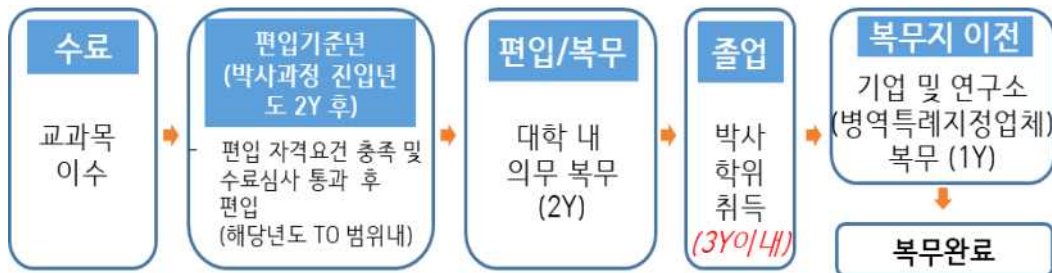 수료
교과목
이수
편입기준년
(박사과정 진입년
도 2Y 후)
- 편입 자격요건 충족 및
수료심사 통과 후
편입
(해당년도 TO 범위내)
편입/복무
대학 내
의무 복무
(2Y)
졸업
박사
학위
취득
(3Y이내)
복무지 이전
기업 및 연구소
(병역특례지정업체)
복무 (1Y)
복무완료